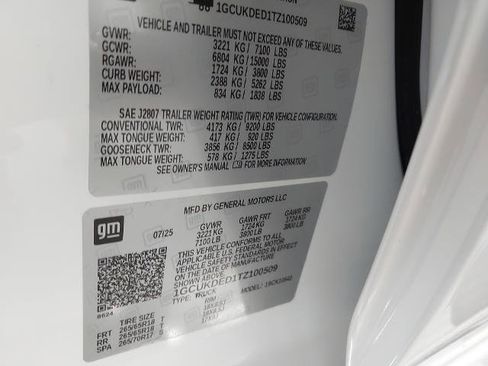 1GCUKDED1TZ100509
VEHICLE AND TRAILER MUST NOT EXCEED ANY OF THESE VALUES.
GVWR: 3221 KG / 7100 LBS
GCWR: 6804 KG / 15000 LBS
RGAWR: 1724 KG / 3800 LBS
CURB WEIGHT: 2388 KG / 5262 LBS
MAX PAYLOAD: 834 KG / 1838 LBS
SAE J2807 TRAILER WEIGHT RATING (TWR) FOR VEHICLE CONFIGURATION.
CONVENTIONAL TWR: 4173 KG / 9200 LBS
MAX TONGUE WEIGHT: 417 KG / 920 LBS
GOOSENECK TWR: 3856 KG / 8500 LBS
MAX TONGUE WEIGHT: 578 KG / 1275 LBS
SEE OWNER'S MANUAL FOR MORE INFORMATION
MFD BY GENERAL MOTORS LLC
gm
07/25
GVWR GAWR FRT GAWR RR
3221 KG 1724 KG 1724 KG
7100 LB 3800 LB 3800 LB
THIS VEHICLE CONFORMS TO ALL
APPLICABLE U.S. FEDERAL MOTOR
VEHICLE SAFETY STANDARDS IN
EFFECT ON THE DATE OF
MANUFACTURE SHOWN ABOVE.
1GCUKDED1TZ100509
TYPE: TRUCK MODEL:
8624
TIRE SIZE RIM
FRT 265/65R18 T
RR 265/65R18 T
SPA 265/70R17 S